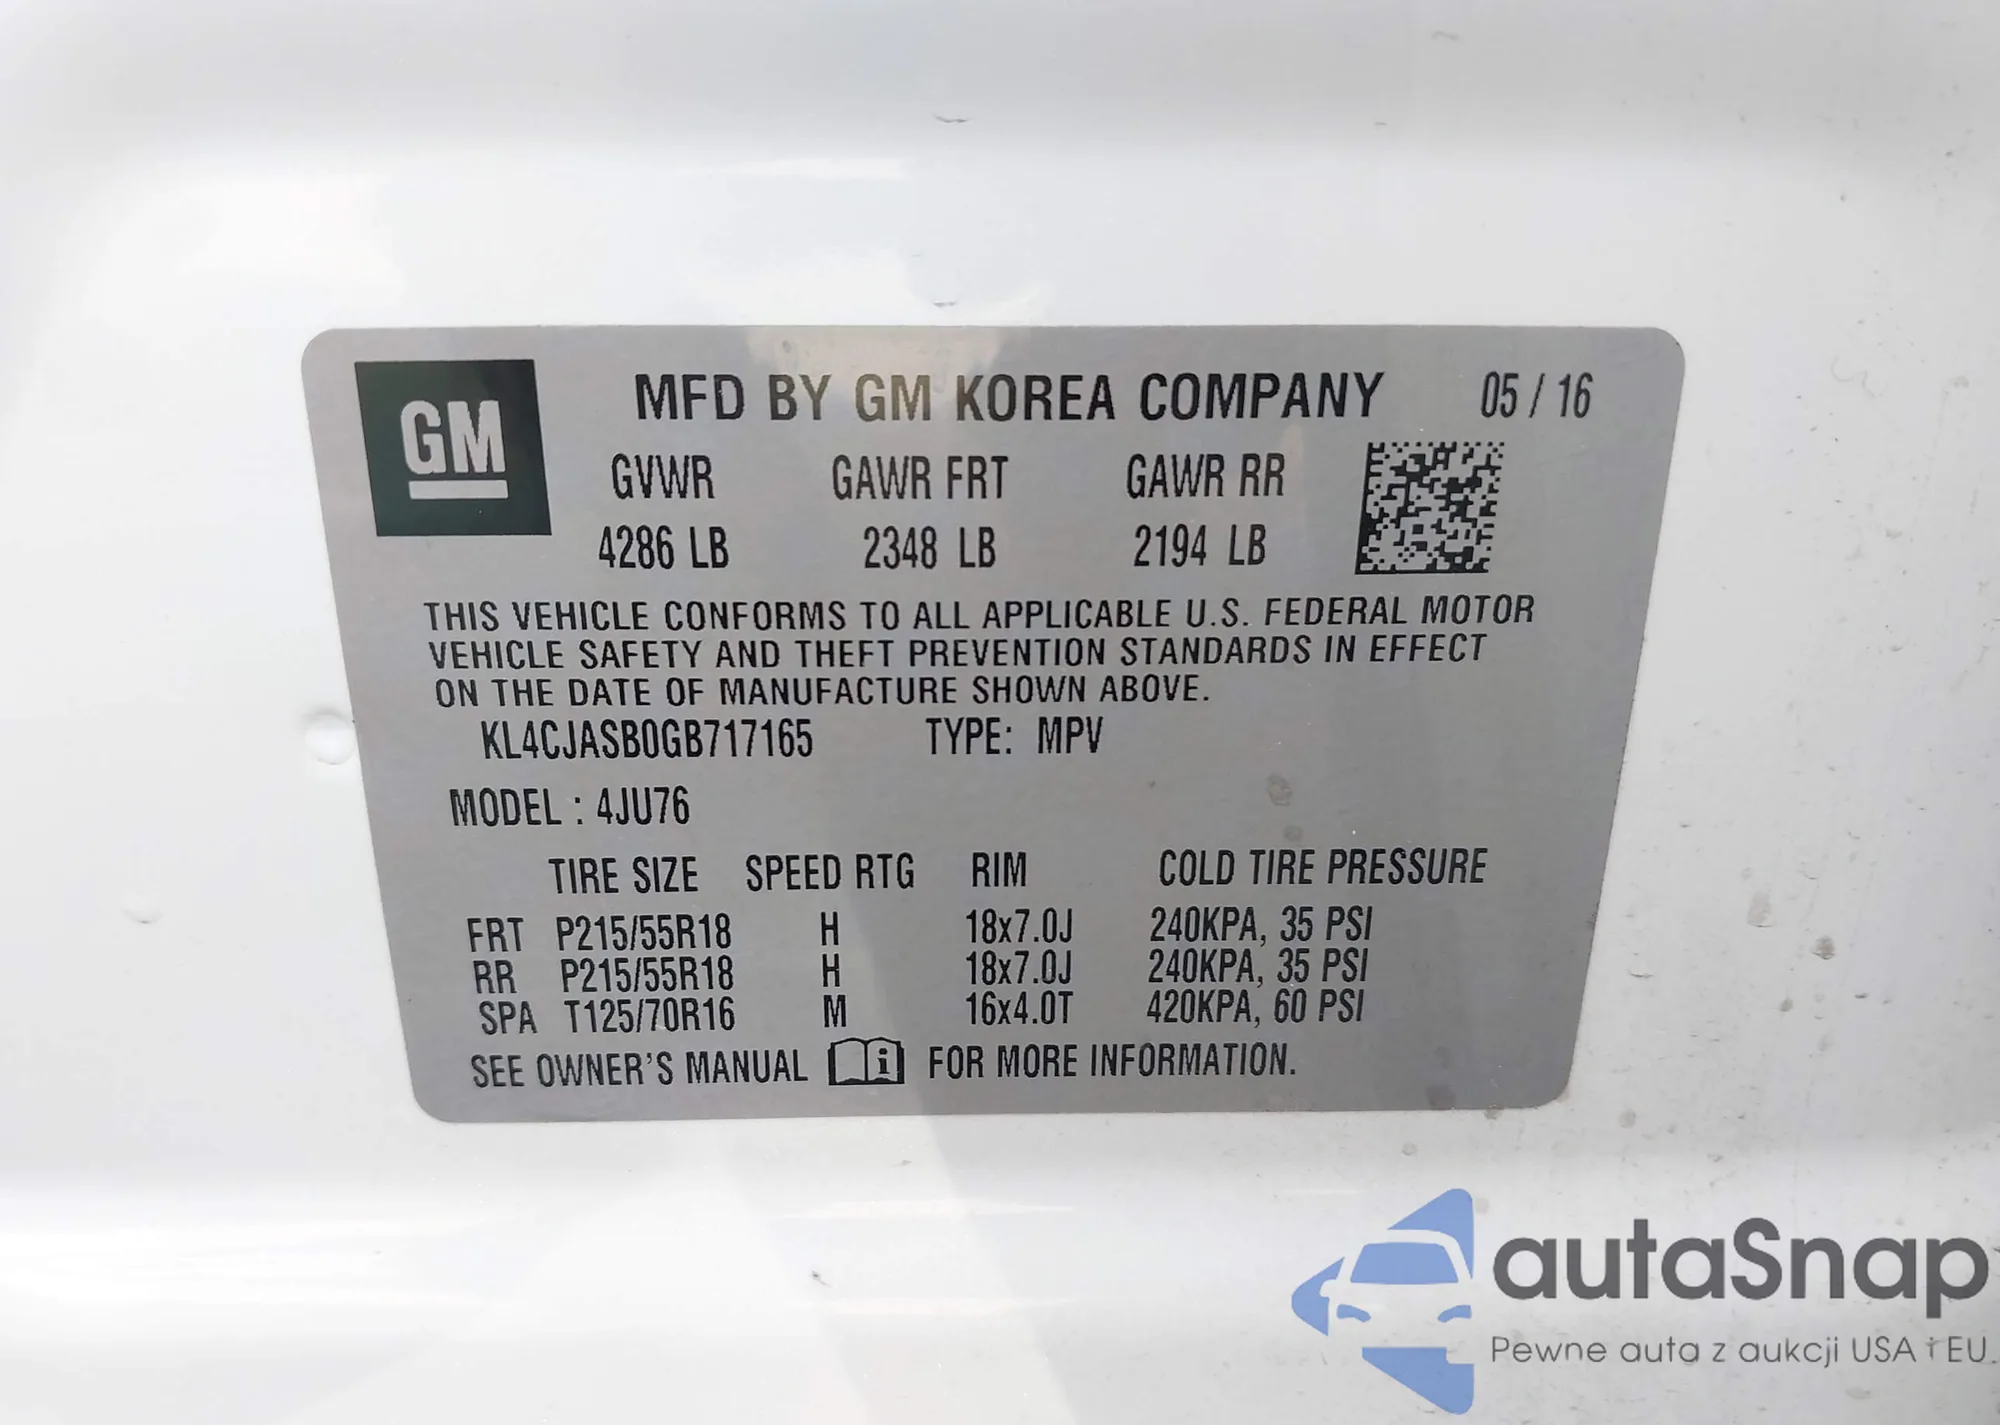 GM
MFD BY GM KOREA COMPANY 05 / 16
GVWR GAWR FRT GAWR RR
4286 LB 2348 LB 2194 LB
THIS VEHICLE CONFORMS TO ALL APPLICABLE U.S. FEDERAL MOTOR
VEHICLE SAFETY AND THEFT PREVENTION STANDARDS IN EFFECT
ON THE DATE OF MANUFACTURE SHOWN ABOVE.
KL4CJASB0GB717165 TYPE: MPV
MODEL : 4JU76
TIRE SIZE SPEED RTG RIM COLD TIRE PRESSURE
FRT P215/55R18 H 18x7.0J 240KPA, 35 PSI
RR P215/55R18 H 18x7.0J 240KPA, 35 PSI
SPA T125/70R16 M 16x4.0T 420KPA, 60 PSI
SEE OWNER'S MANUAL i FOR MORE INFORMATION.
autaSnap
Pewne auta z aukcji USA i EU.